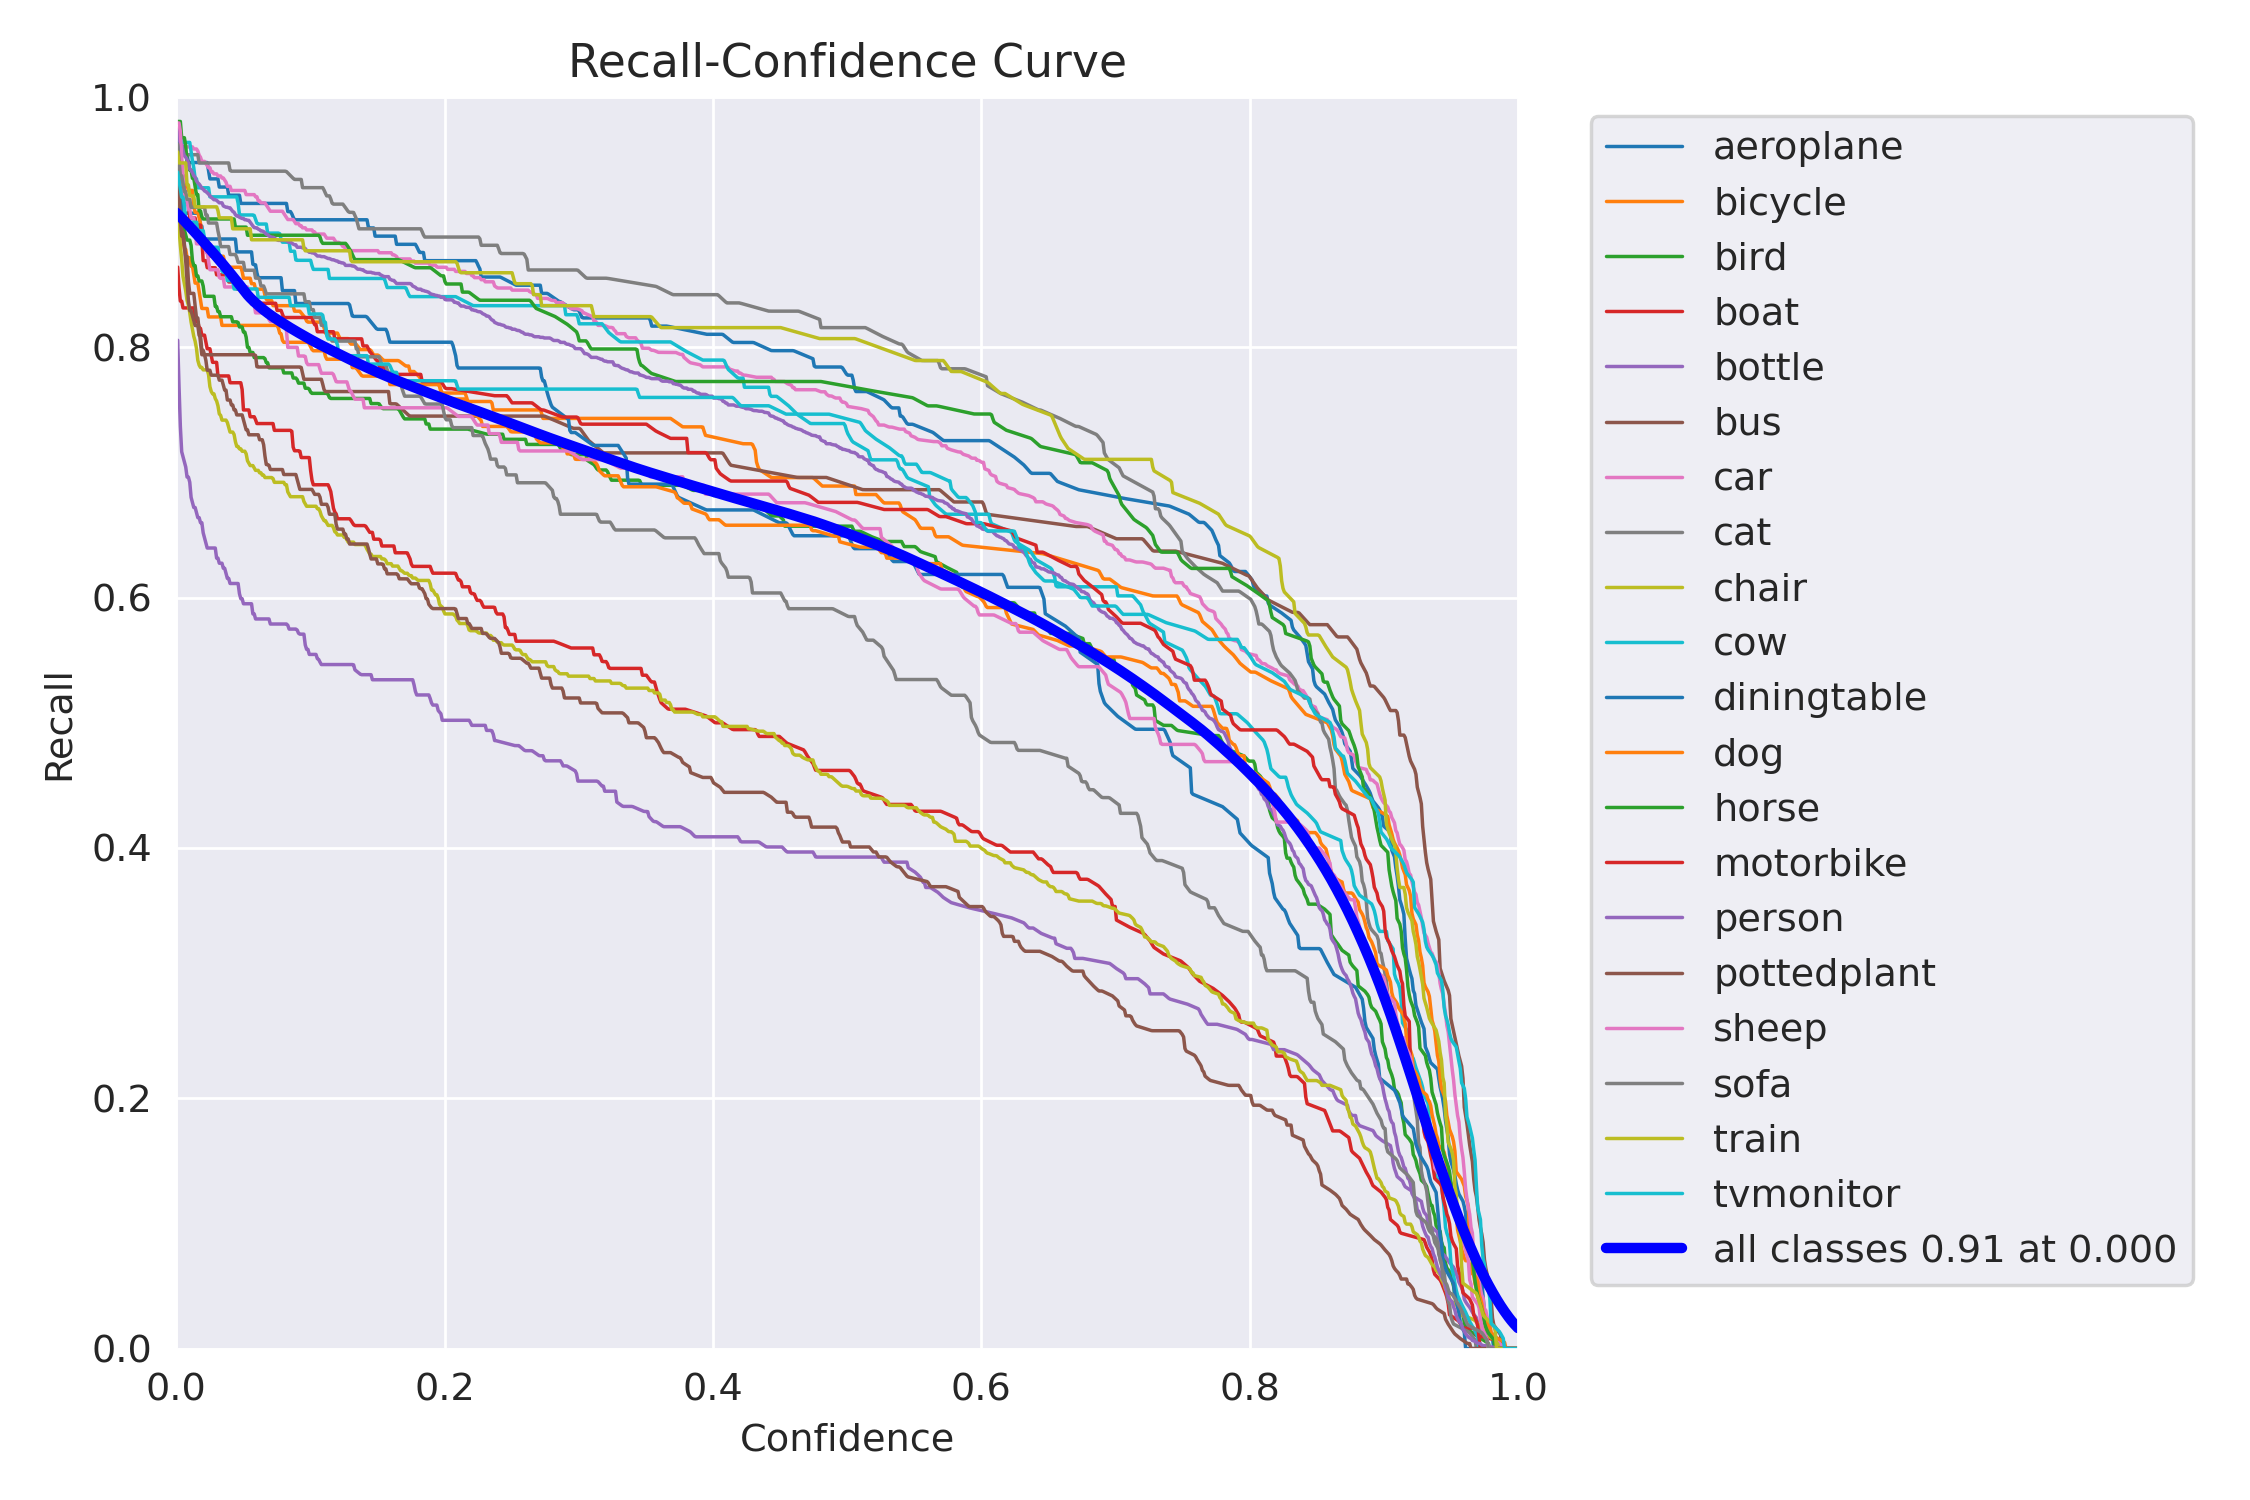 Recall-Confidence Curve
1.0
0.8
0.6
0.4
0.2
0.0
Recall
0.0 0.2 0.4 0.6 0.8 1.0
Confidence
aeroplane
bicycle
bird
boat
bottle
bus
car
cat
chair
cow
diningtable
dog
horse
motorbike
person
pottedplant
sheep
sofa
train
tvmonitor
all classes 0.91 at 0.000